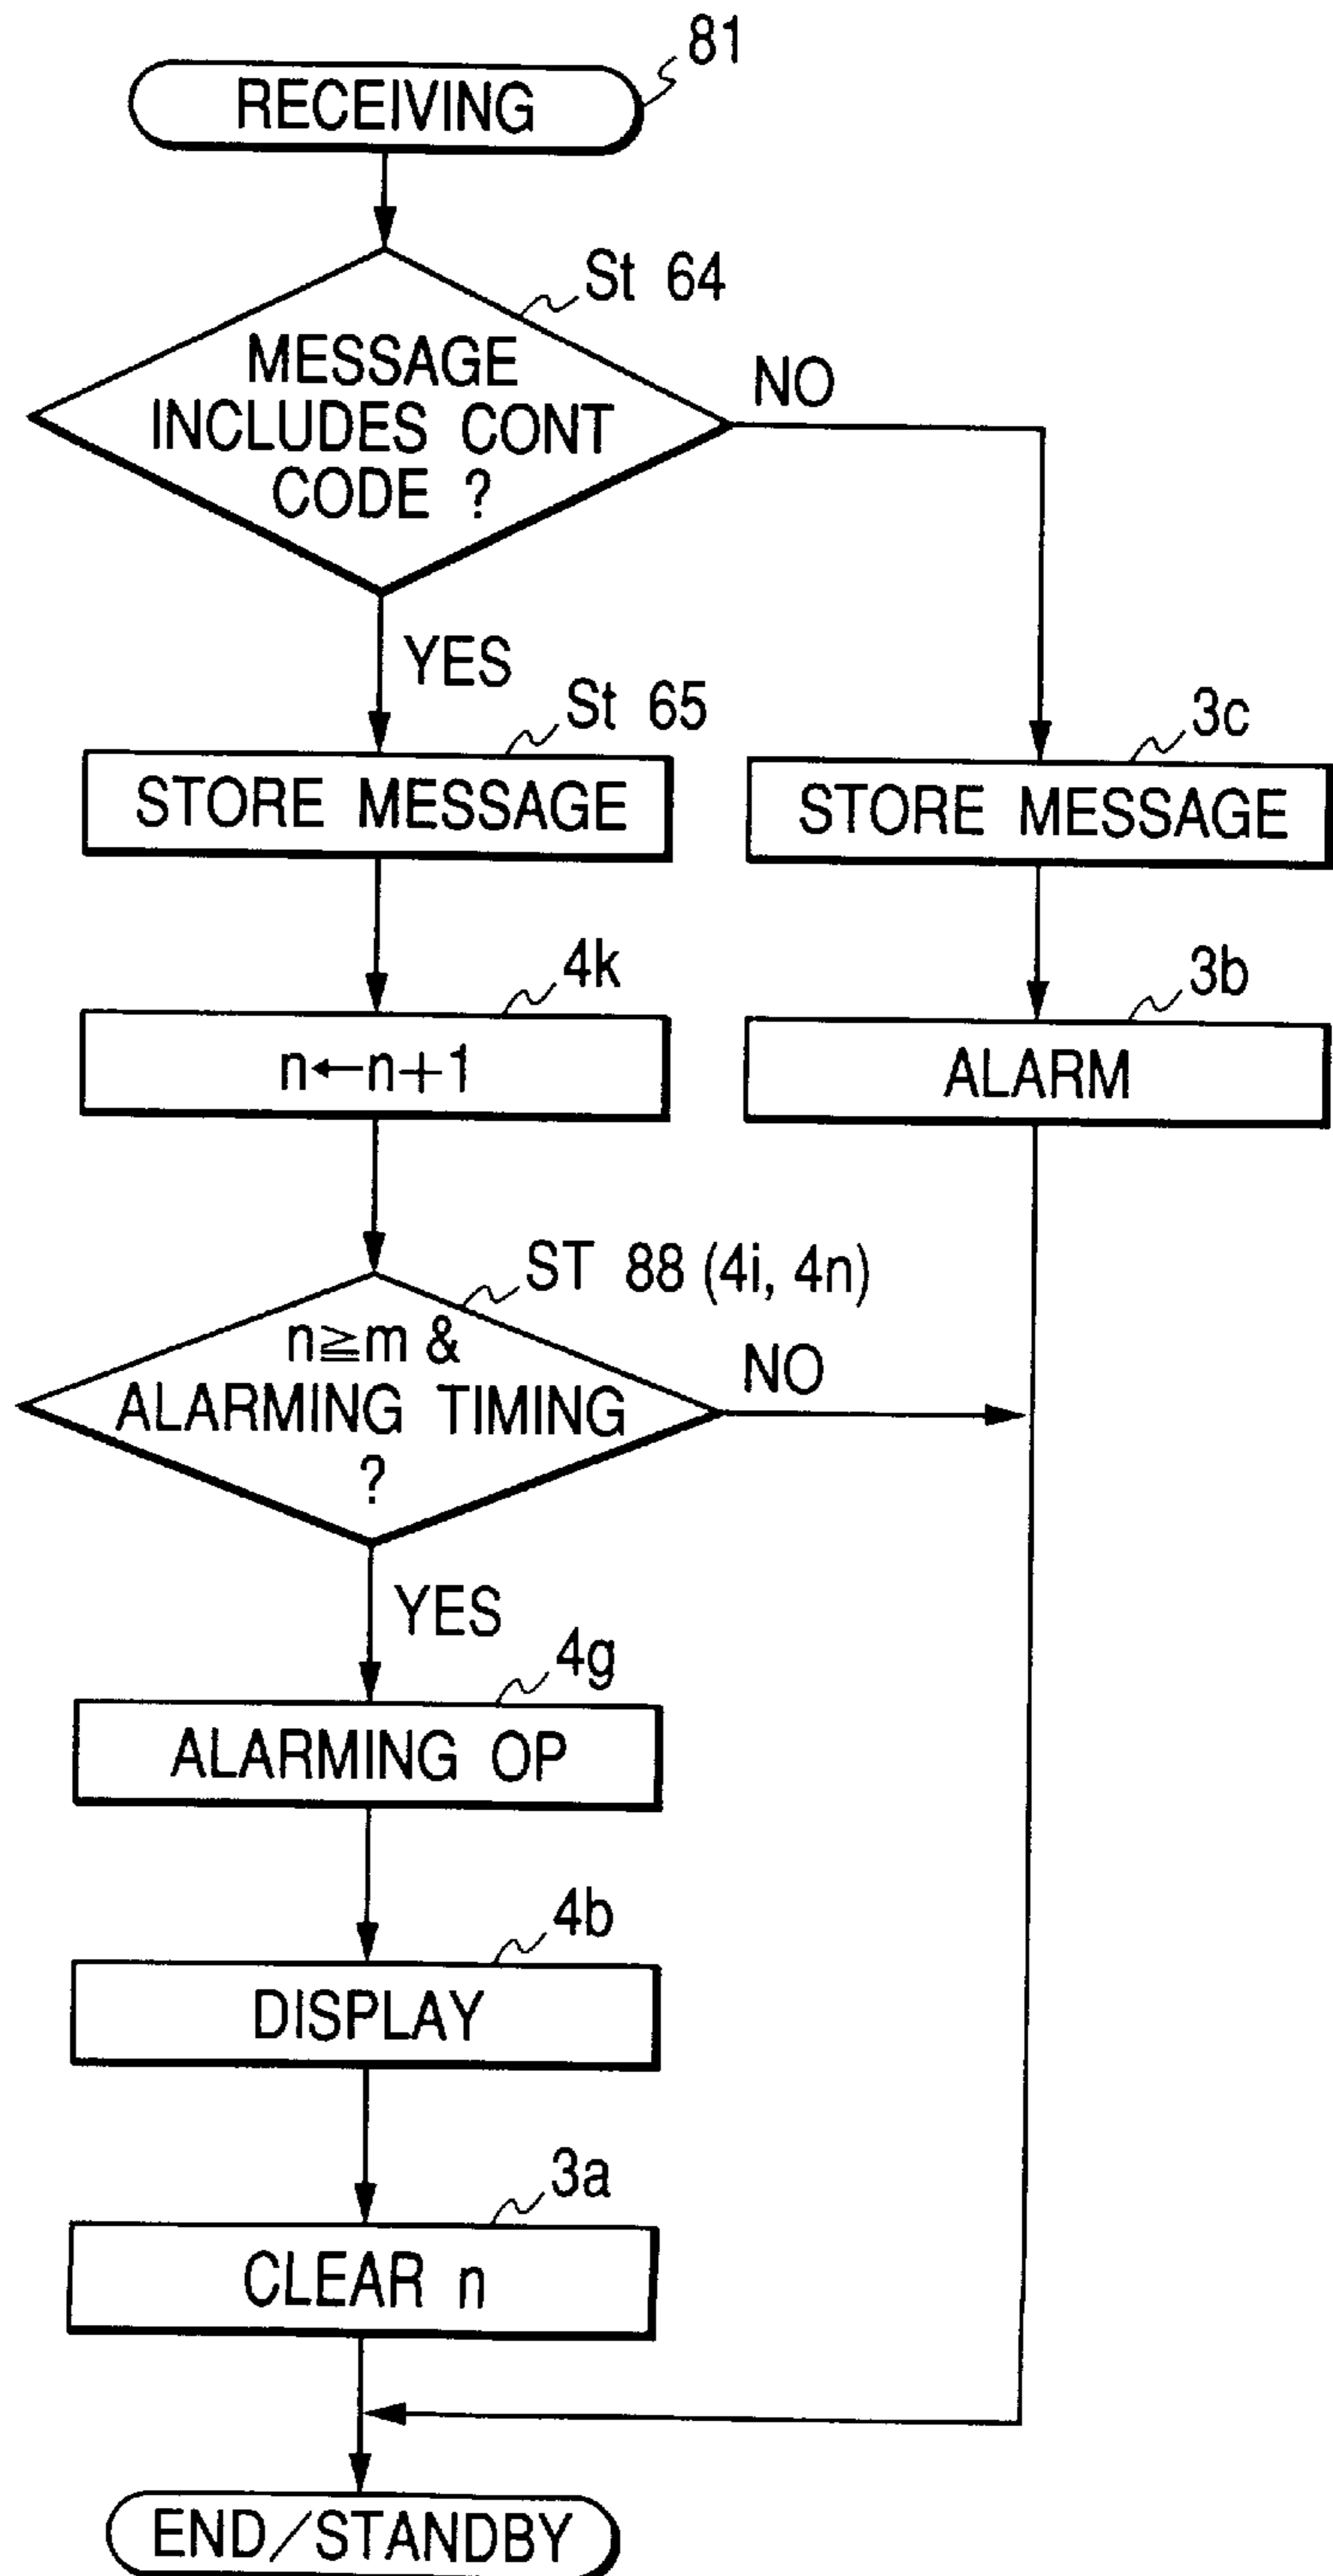 81
RECEIVING
St 64
MESSAGE
INCLUDES CONT
CODE ?
NO
YES
St 65
STORE MESSAGE
3c
STORE MESSAGE
4k
n←n+1
3b
ALARM
ST 88 (4i, 4n)
n≧m &
ALARMING TIMING
?
NO
YES
4g
ALARMING OP
4b
DISPLAY
3a
CLEAR n
END/STANDBY